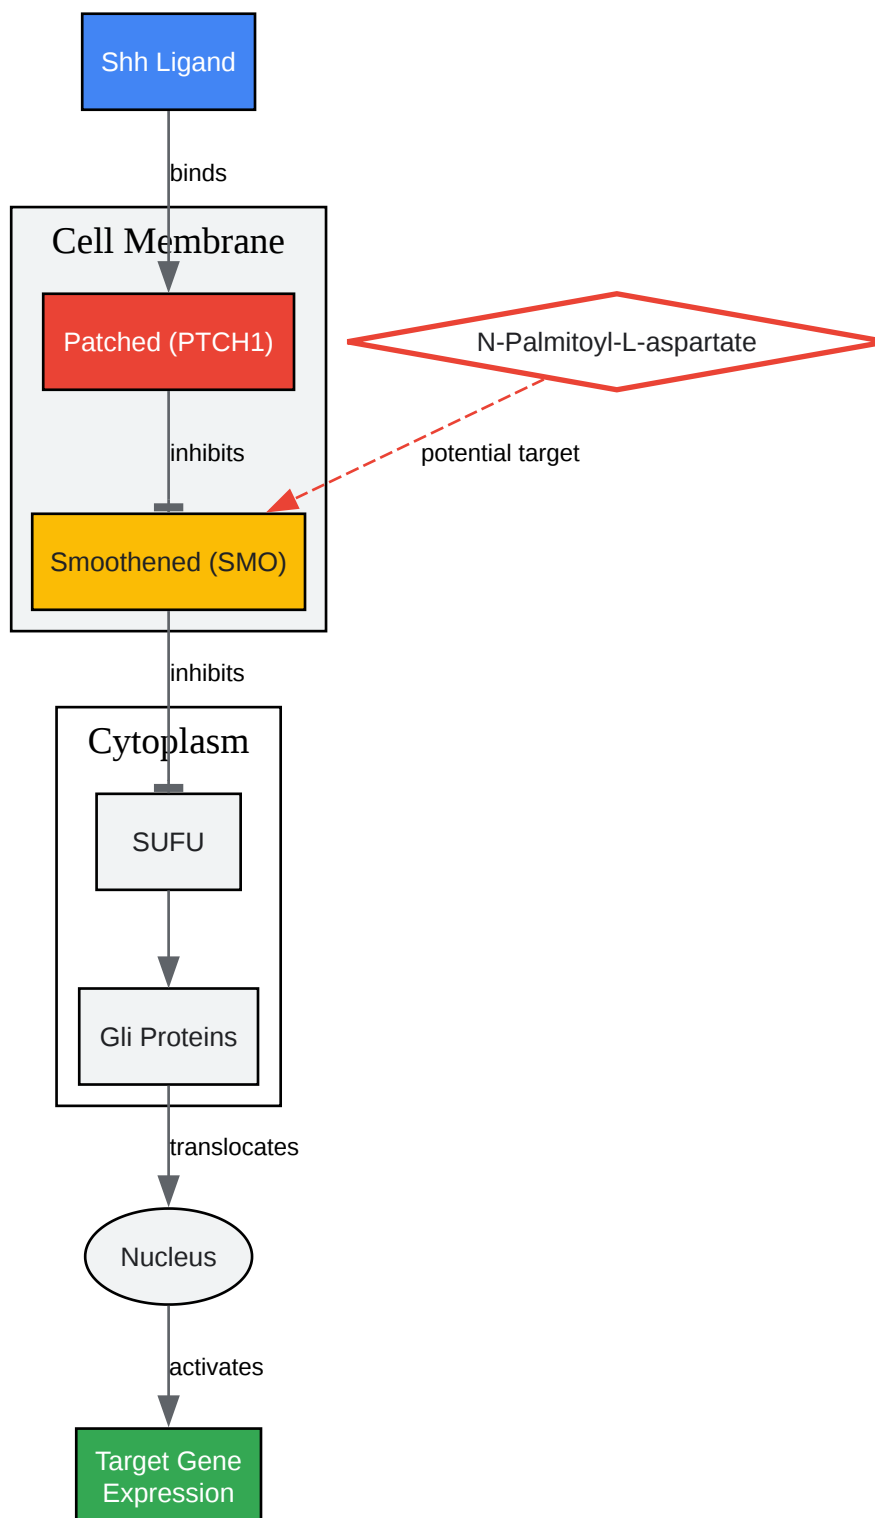 Shh Ligand
binds
Cell Membrane
Patched (PTCH1)
N-Palmitoyl-L-aspartate
inhibits
potential target
Smoothened (SMO)
inhibits
Cytoplasm
SUFU
Gli Proteins
translocates
Nucleus
activates
Target Gene
Expression